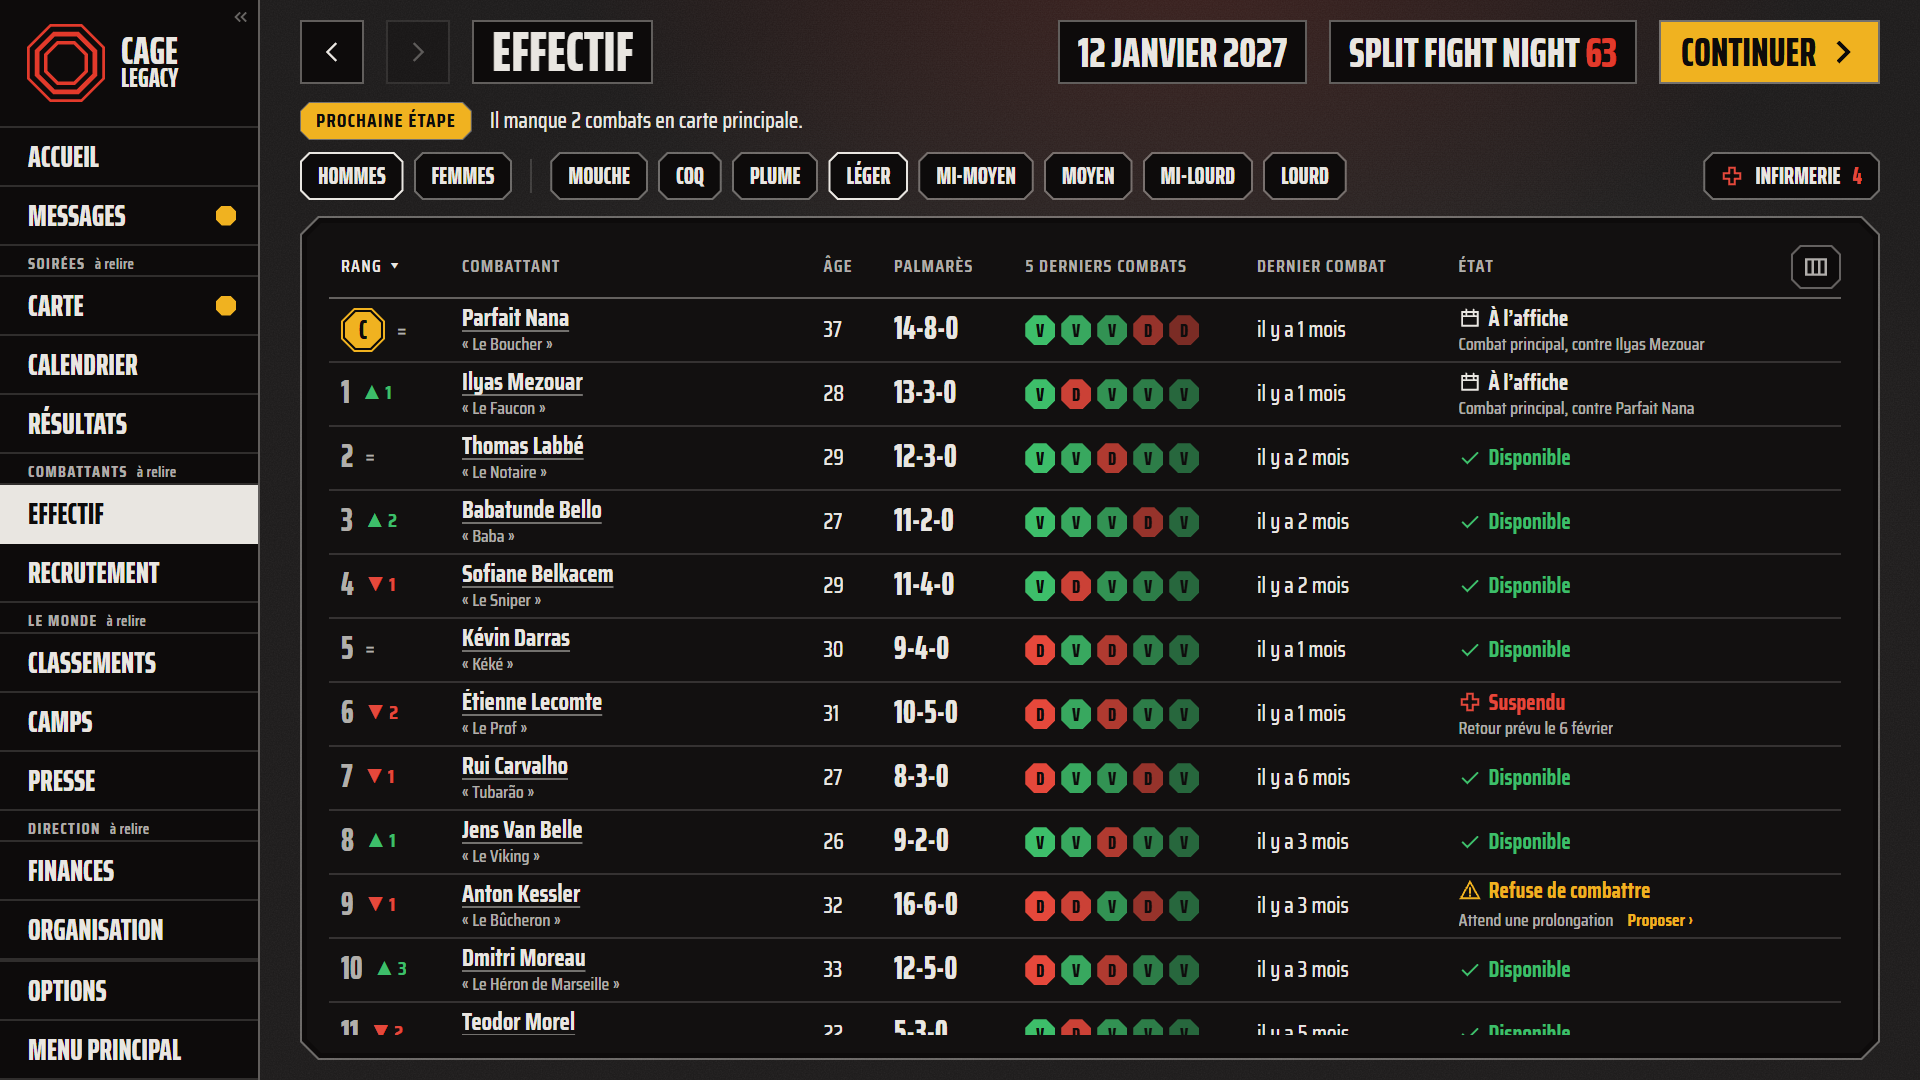 «
CAGE
LEGACY
ACCUEIL
MESSAGES
SOIRÉES à relire
CARTE
CALENDRIER
RÉSULTATS
COMBATTANTS à relire
EFFECTIF
RECRUTEMENT
LE MONDE à relire
CLASSEMENTS
CAMPS
PRESSE
DIRECTION à relire
FINANCES
ORGANISATION
OPTIONS
MENU PRINCIPAL
EFFECTIF
12 JANVIER 2027
SPLIT FIGHT NIGHT 63
CONTINUER
PROCHAINE ÉTAPE Il manque 2 combats en carte principale.
HOMMES FEMMES MOUCHE COQ PLUME LÉGER MI-MOYEN MOYEN MI-LOURD LOURD INFIRMERIE 4
RANG ▼ COMBATTANT ÂGE PALMARÈS 5 DERNIERS COMBATS DERNIER COMBAT ÉTAT
C = Parfait Nana 37 14-8-0 V V V D D il y a 1 mois À l’affiche
« Le Boucher » Combat principal, contre Ilyas Mezouar
1 ▲ 1 Ilyas Mezouar 28 13-3-0 V D V V V il y a 1 mois À l’affiche
« Le Faucon » Combat principal, contre Parfait Nana
2 = Thomas Labbé 29 12-3-0 V V D V V il y a 2 mois Disponible
« Le Notaire »
3 ▲ 2 Babatunde Bello 27 11-2-0 V V V D V il y a 2 mois Disponible
« Baba »
4 ▼ 1 Sofiane Belkacem 29 11-4-0 V D V V V il y a 2 mois Disponible
« Le Sniper »
5 = Kévin Darras 30 9-4-0 D V D V V il y a 1 mois Disponible
« Kéké »
6 ▼ 2 Étienne Lecomte 31 10-5-0 D V D V V il y a 1 mois Suspendu
« Le Prof » Retour prévu le 6 février
7 ▼ 1 Rui Carvalho 27 8-3-0 D V V D V il y a 6 mois Disponible
« Tubarão »
8 ▲ 1 Jens Van Belle 26 9-2-0 V V D V V il y a 3 mois Disponible
« Le Viking »
9 ▼ 1 Anton Kessler 32 16-6-0 D D V D V il y a 3 mois Refuse de combattre
« Le Bûcheron » Attend une prolongation Proposer ›
10 ▲ 3 Dmitri Moreau 33 12-5-0 D V D V V il y a 3 mois Disponible
« Le Héron de Marseille »
11 ▼ 2 Teodor Morel 5-3-0 V D V V V il y a 5 mois Disponible